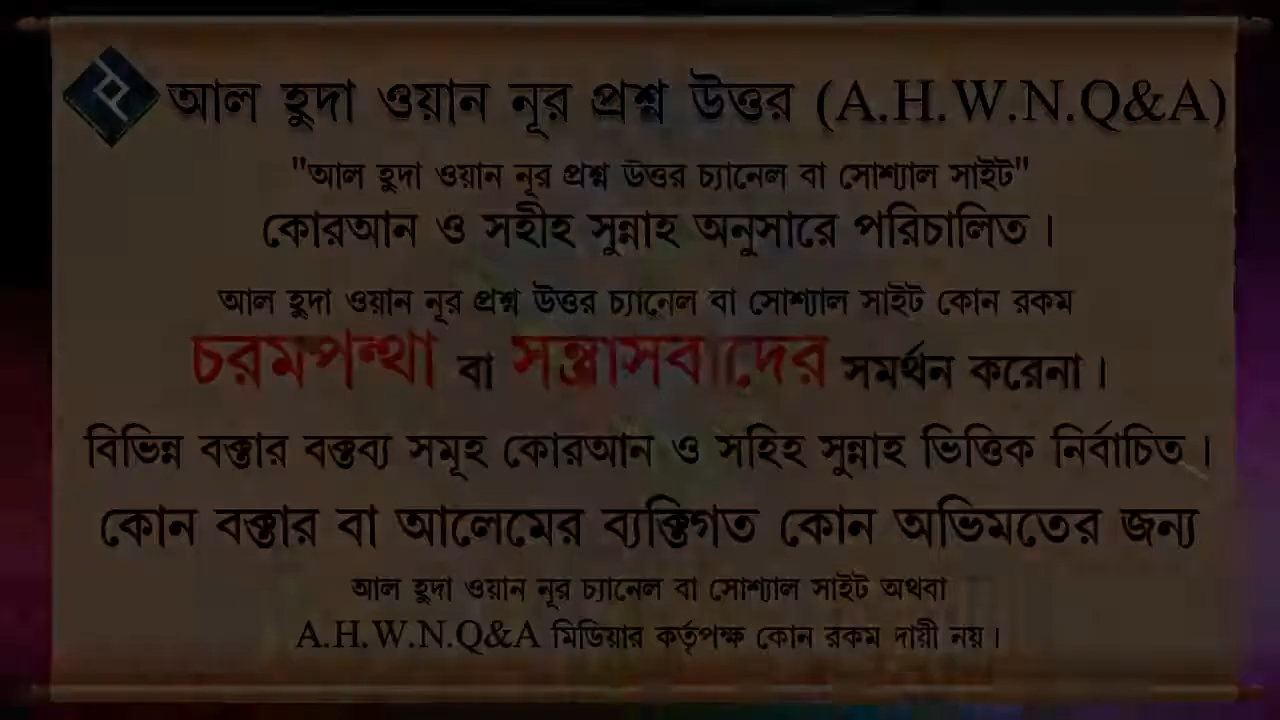 আল হুদা ওয়ান নূর প্রশ্ন উত্তর (A.H.W.N.Q&A)
"আল হুদা ওয়ান নূর প্রশ্ন উত্তর চ্যানেল বা সোশ্যাল সাইট"
কোরআন ও সহীহ সুন্নাহ অনুসারে পরিচালিত ।
আল হুদা ওয়ান নূর প্রশ্ন উত্তর চ্যানেল বা সোশ্যাল সাইট কোন রকম
চরমপন্থা বা সন্ত্রাসবাদের সমর্থন করেনা ।
বিভিন্ন বক্তার বক্তব্য সমূহ কোরআন ও সহিহ সুন্নাহ ভিত্তিক নির্বাচিত ।
কোন বক্তার বা আলেমের ব্যক্তিগত কোন অভিমতের জন্য
আল হুদা ওয়ান নূর চ্যানেল বা সোশ্যাল সাইট অথবা
A.H.W.N.Q&A মিডিয়ার কর্তৃপক্ষ কোন রকম দায়ী নয় ।